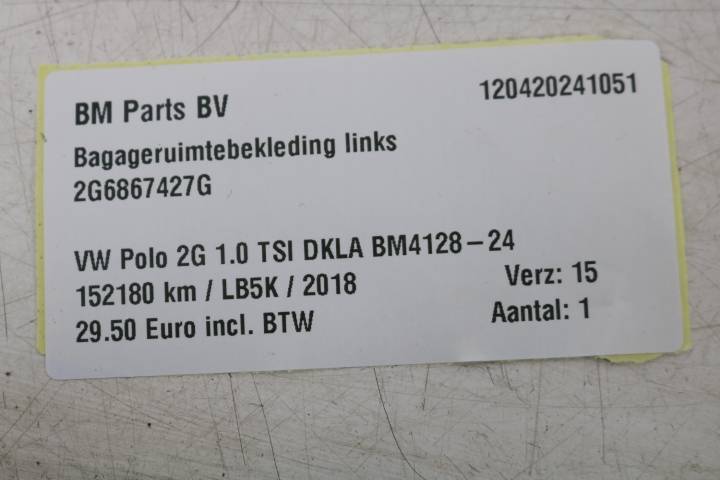 BM Parts BV 120420241051
Bagageruimtebekleding links
2G6867427G
VW Polo 2G 1.0 TSI DKLA BM4128-24
152180 km / LB5K / 2018 Verz: 15
29.50 Euro incl. BTW Aantal: 1